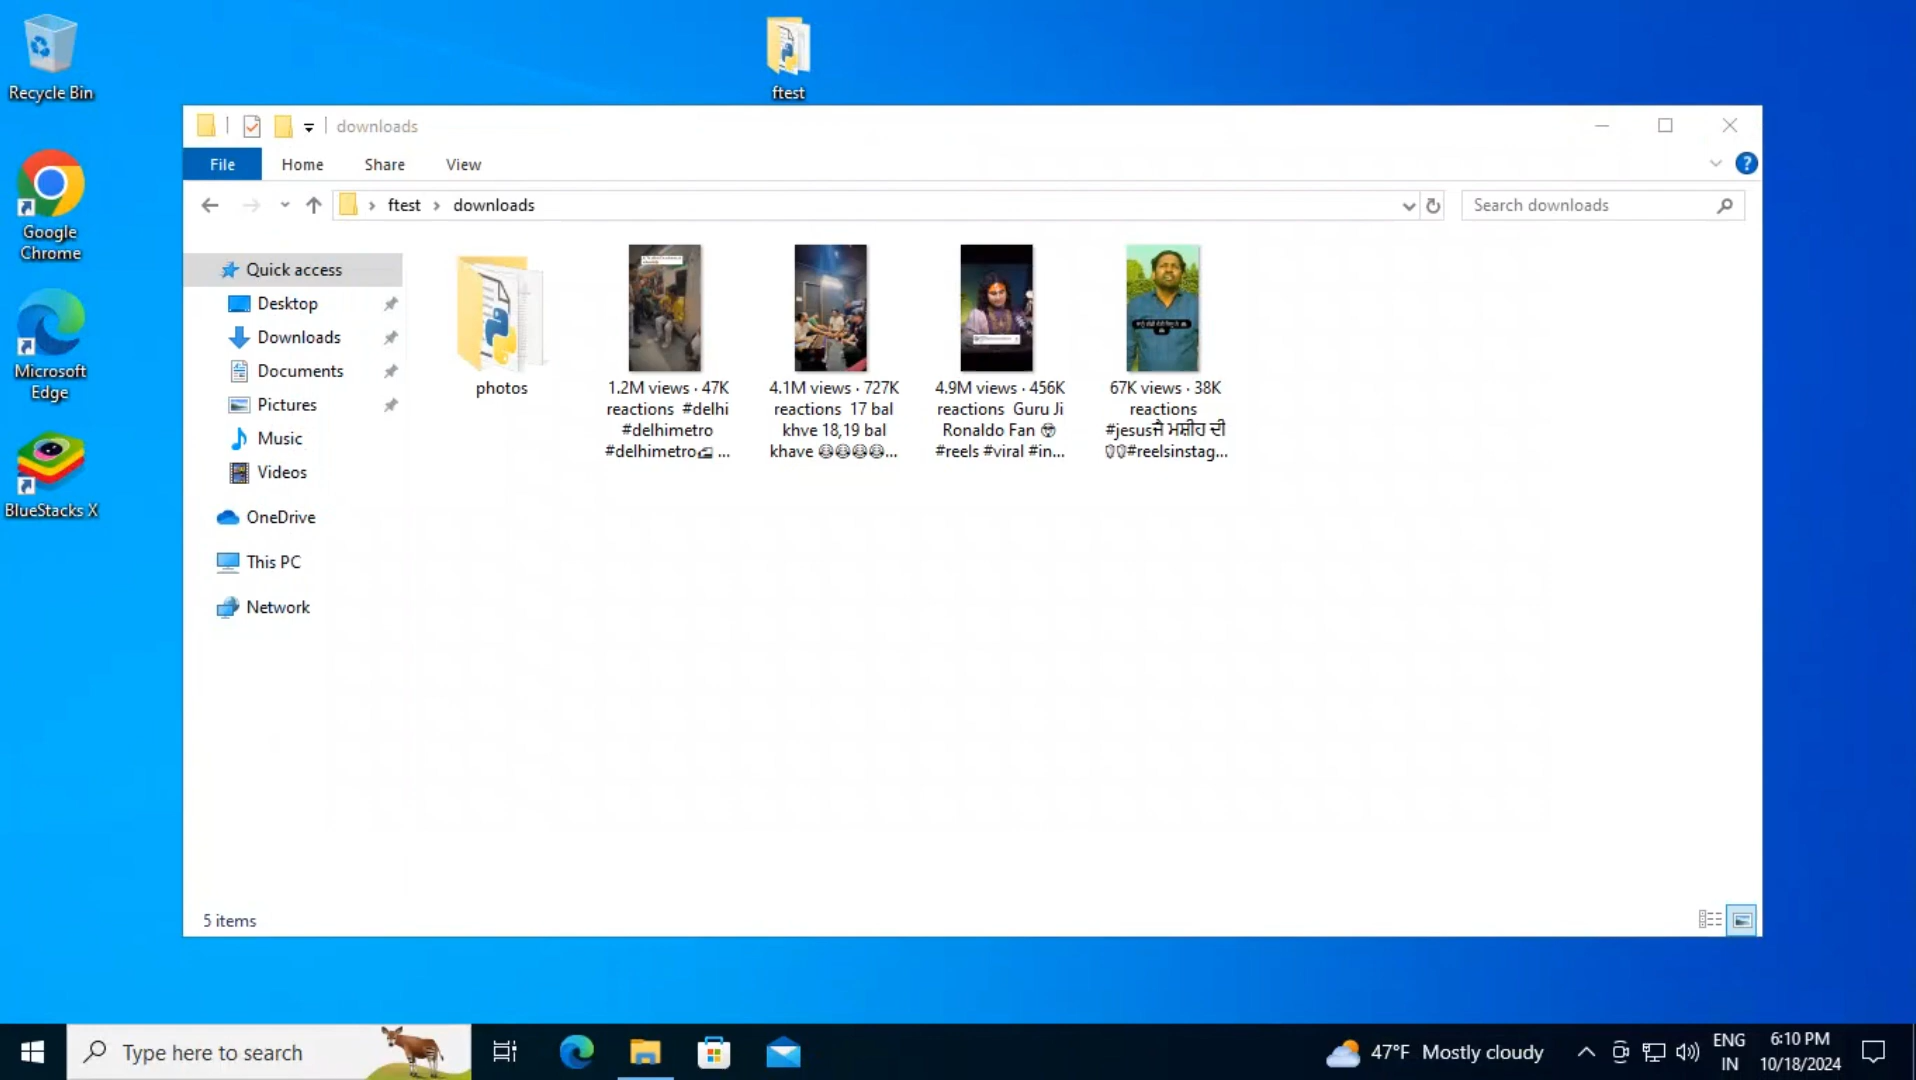 Recycle Bin
ftest
downloads
File Home Share View
ftest > downloads
Search downloads
Google
Chrome
Quick access
Desktop
Downloads
Documents
Pictures
Music
Videos
OneDrive
This PC
Network
Microsoft
Edge
BlueStacks X
photos
1.2M views · 47K
reactions #delhi
#delhimetro
#delhimetro🚅 ...
4.1M views · 727K
reactions 17 bal
khve 18,19 bal
khave 😂😂😂😂...
4.9M views · 456K
reactions Guru Ji
Ronaldo Fan 😎
#reels #viral #in...
67K views · 38K
reactions
#jesusਜੈ ਮਸੀਹ ਦੀ
#reelsinstag...
5 items
Type here to search
47°F Mostly cloudy
ENG
IN
6:10 PM
10/18/2024